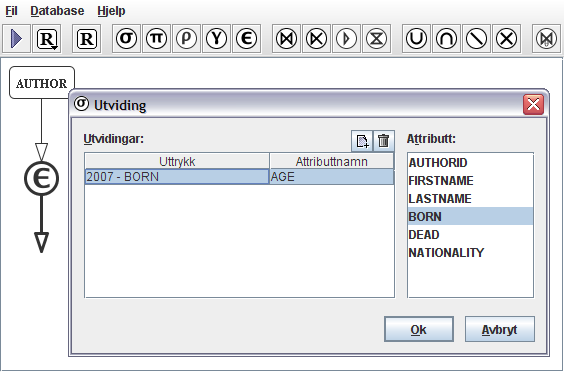 Fil Database Hjelp
R R σ π ρ γ ϵ
AUTHOR
σ Utviding
Utvidingar:
Attributt:
Uttrykk Attributtnamn
2007 - BORN AGE
AUTHORID
FIRSTNAME
LASTNAME
BORN
DEAD
NATIONALITY
ϵ
Ok Avbryt